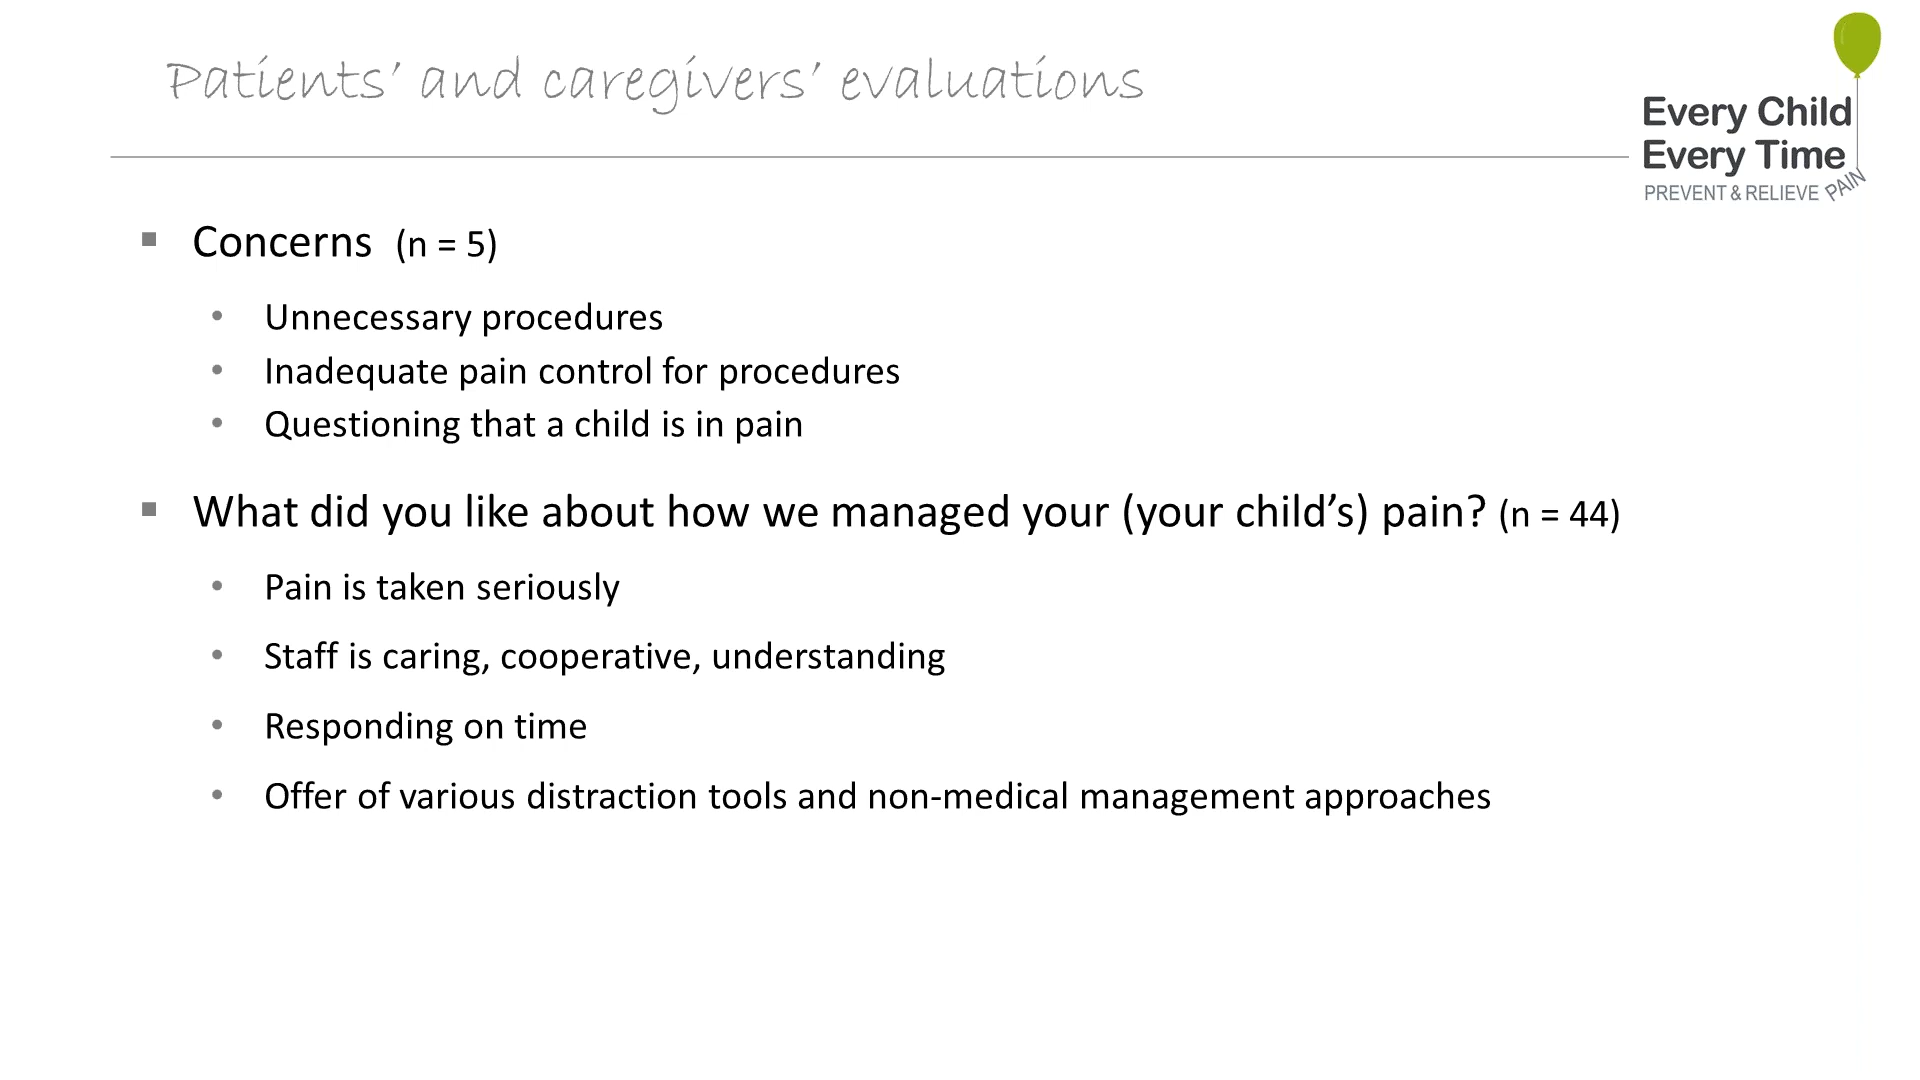 Patients’ and caregivers’ evaluations
Every Child
Every Time
PREVENT & RELIEVE PAIN
▪ Concerns (n = 5)
• Unnecessary procedures
• Inadequate pain control for procedures
• Questioning that a child is in pain
▪ What did you like about how we managed your (your child’s) pain? (n = 44)
• Pain is taken seriously
• Staff is caring, cooperative, understanding
• Responding on time
• Offer of various distraction tools and non-medical management approaches